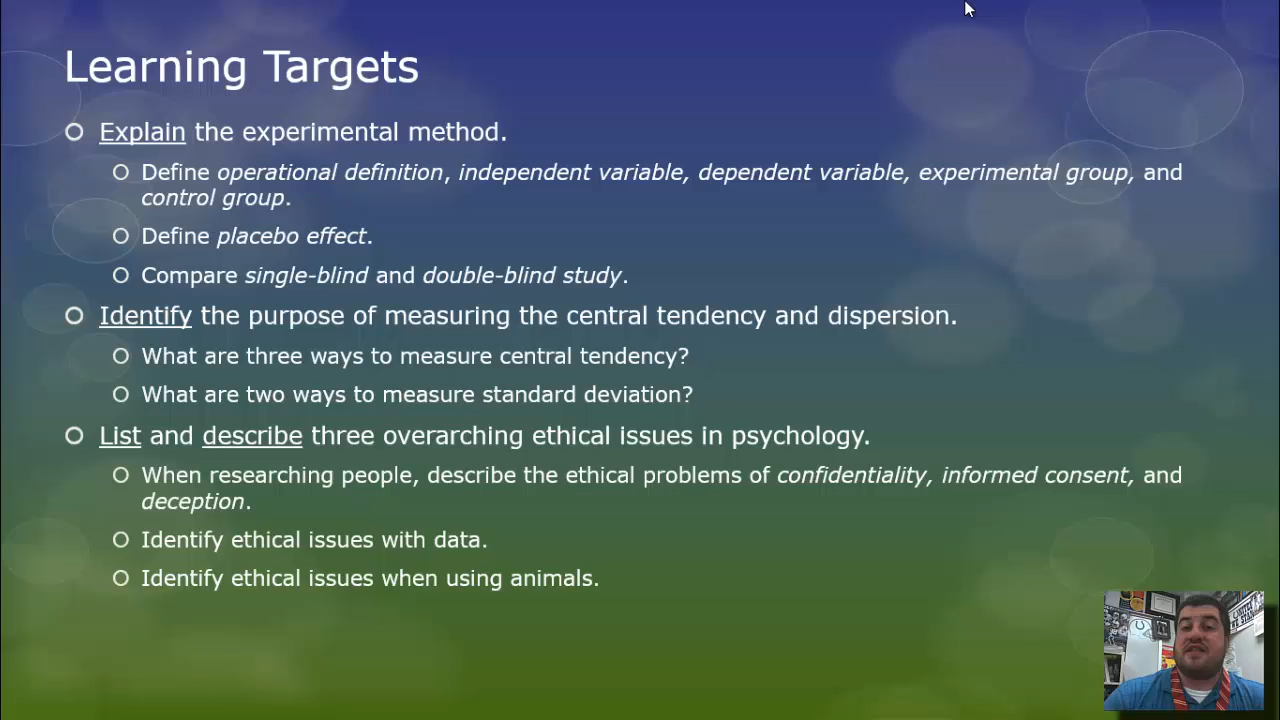 Learning Targets
Explain the experimental method.
Define operational definition, independent variable, dependent variable, experimental group, and
control group.
Define placebo effect.
Compare single-blind and double-blind study.
Identify the purpose of measuring the central tendency and dispersion.
What are three ways to measure central tendency?
What are two ways to measure standard deviation?
List and describe three overarching ethical issues in psychology.
When researching people, describe the ethical problems of confidentiality, informed consent, and
deception.
Identify ethical issues with data.
Identify ethical issues when using animals.